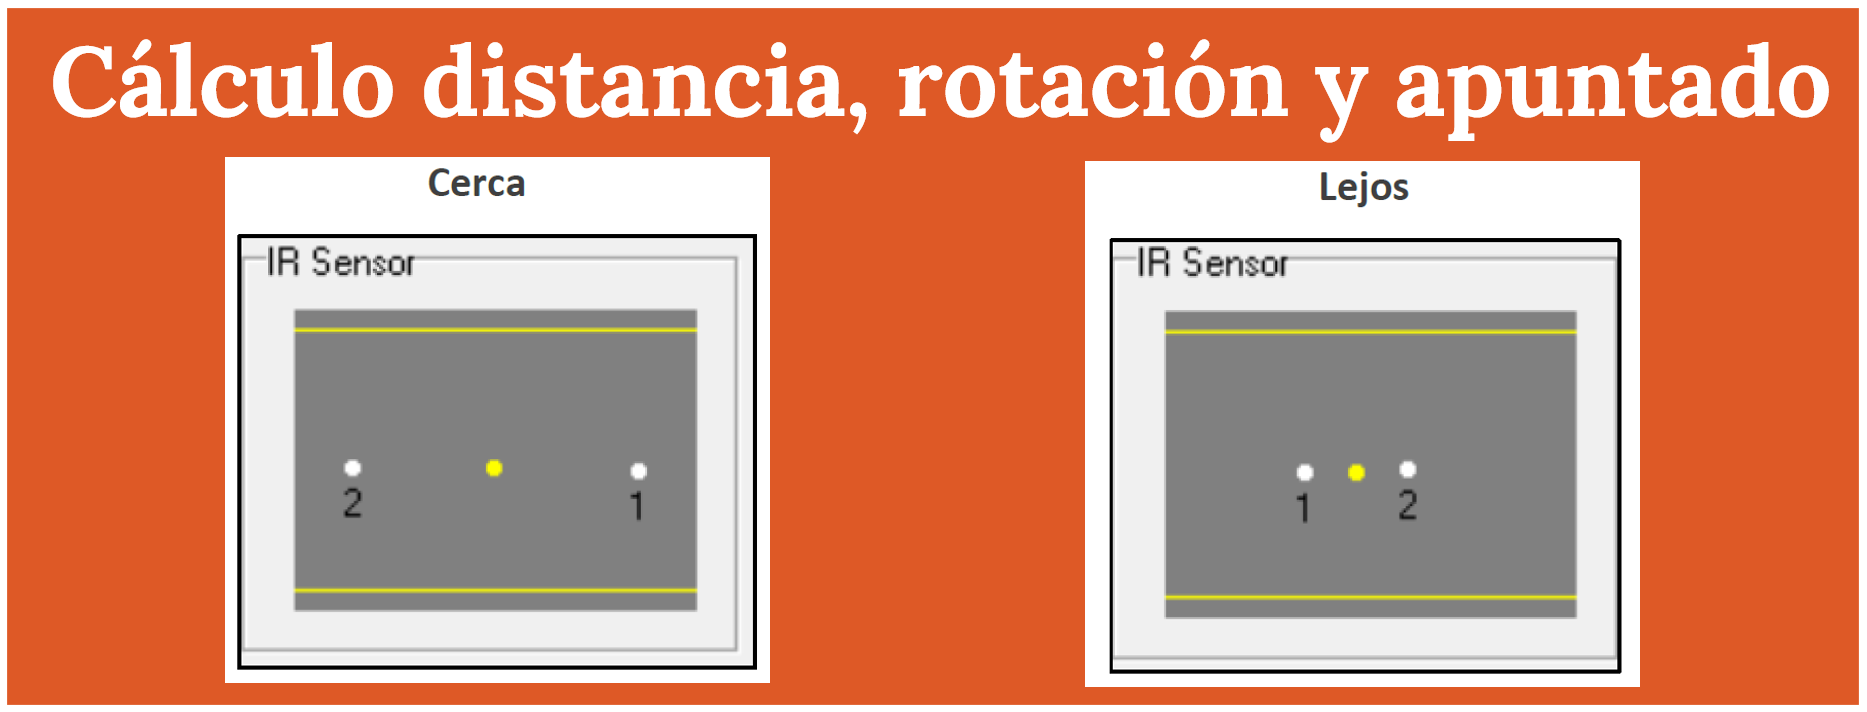 Cálculo distancia, rotación y apuntado
Cerca
IR Sensor
2
1
Lejos
IR Sensor
1
2